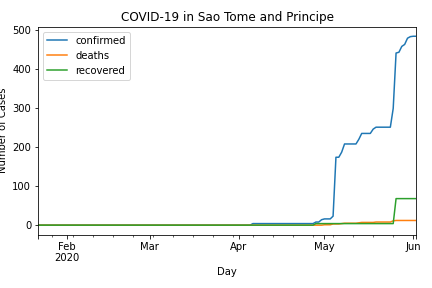 COVID-19 in Sao Tome and Principe
confirmed
deaths
recovered
Number of Cases
500
400
300
200
100
0
Feb
2020
Mar
Apr
May
Jun
Day